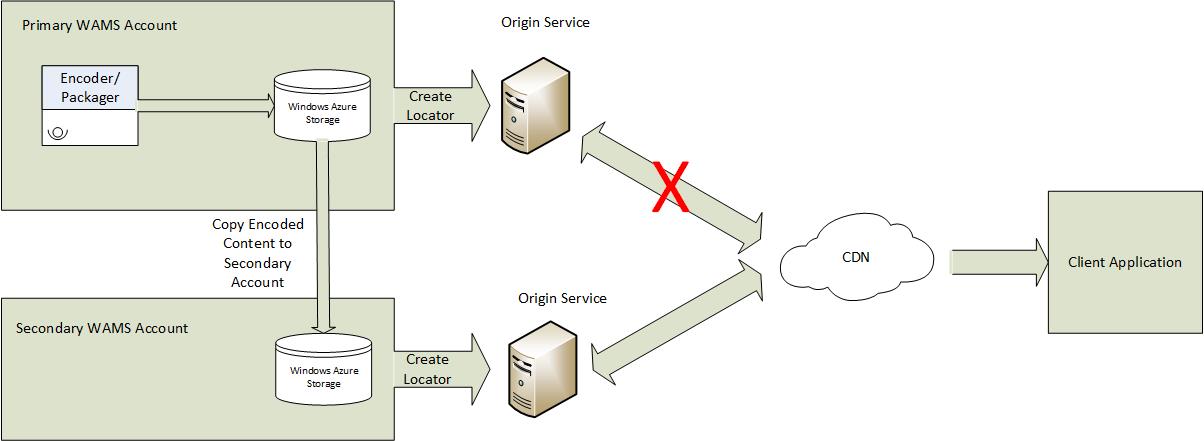 Primary WAMS Account
Origin Service
Encoder/
Packager
Windows Azure
Storage
Create
Locator
X
Copy Encoded
Content to
Secondary
Account
CDN
Client Application
Secondary WAMS Account
Origin Service
Windows Azure
Storage
Create
Locator